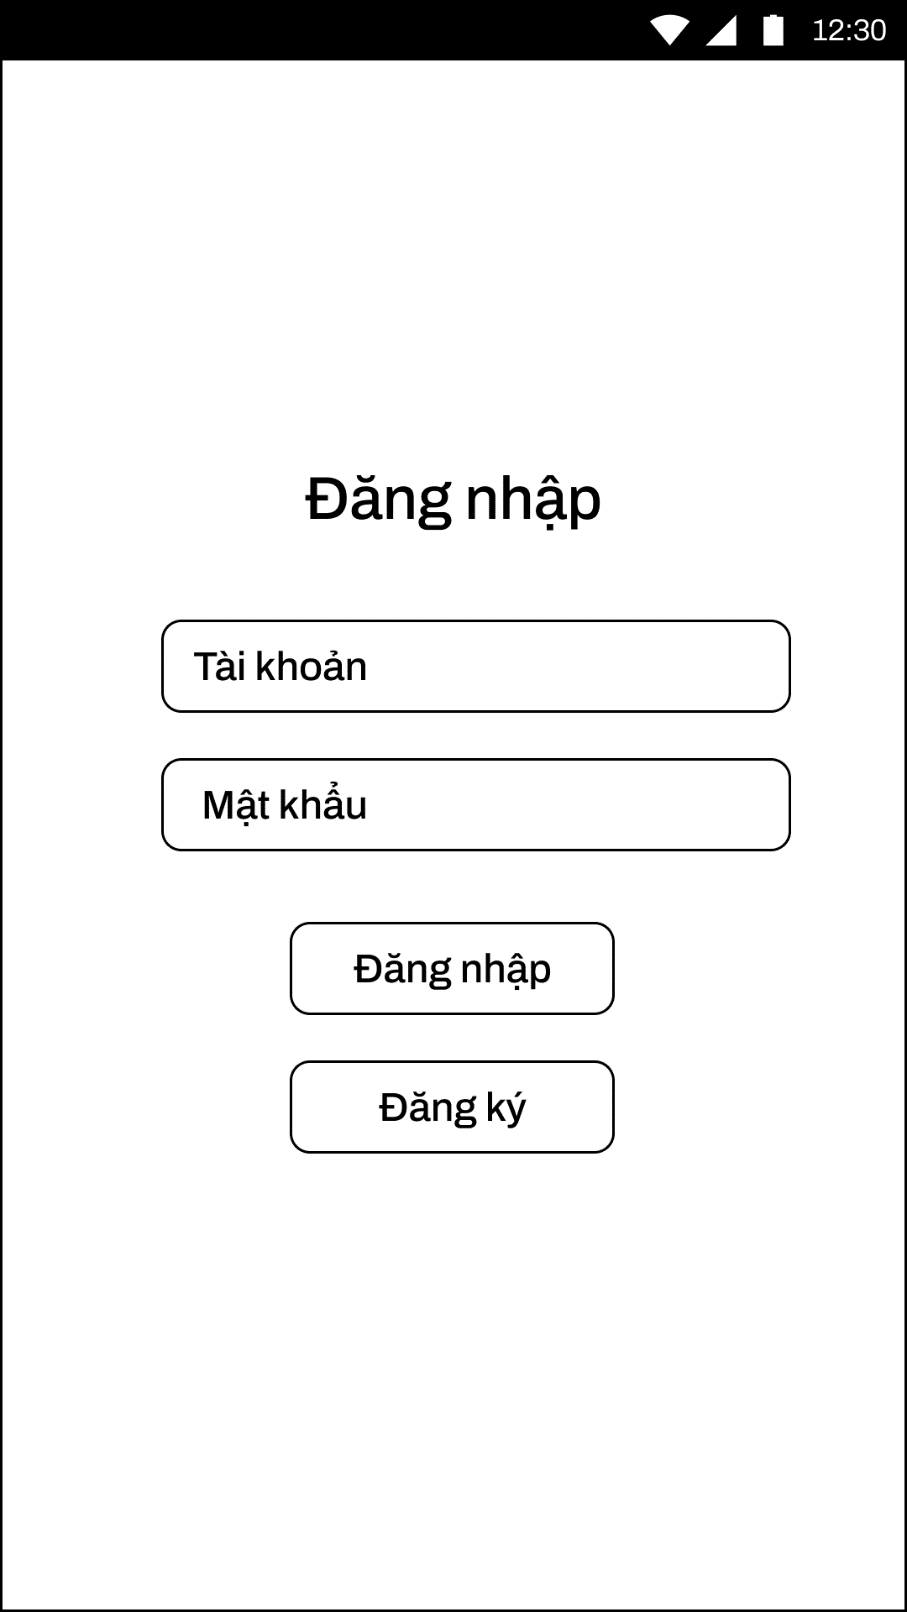 12:30
Đăng nhập
Tài khoản
Mật khẩu
Đăng nhập
Đăng ký